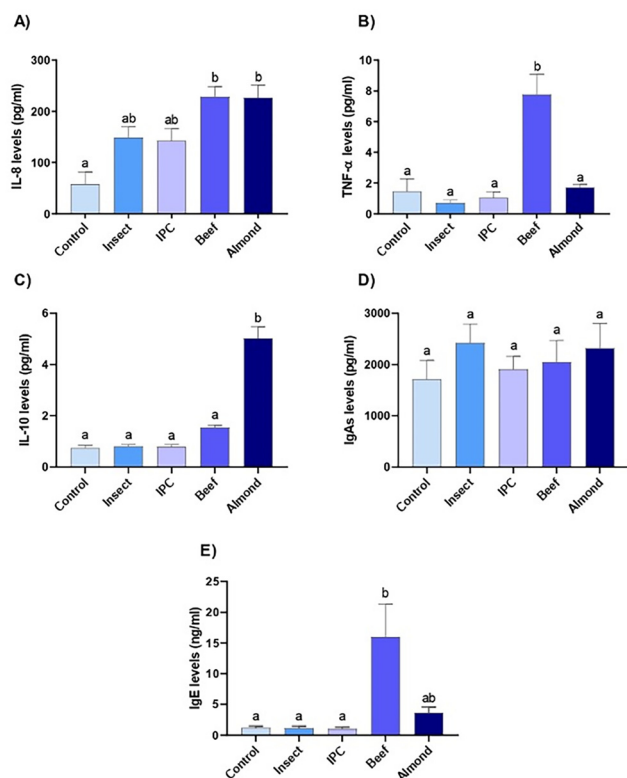 A)
IL-8 levels (pg/ml)
300
200
100
0
a
ab
ab
b
b
Control
Insect
IPC
Beef
Almond
B)
TNF-α levels (pg/ml)
10
8
6
4
2
0
a
a
a
b
a
Control
Insect
IPC
Beef
Almond
C)
IL-10 levels (pg/ml)
6
4
2
0
a
a
a
a
b
Control
Insect
IPC
Beef
Almond
D)
IgAs levels (pg/ml)
3000
2000
1000
0
a
a
a
a
a
Control
Insect
IPC
Beef
Almond
E)
IgE levels (ng/ml)
25
20
15
10
5
0
a
a
a
b
ab
Control
Insect
IPC
Beef
Almond